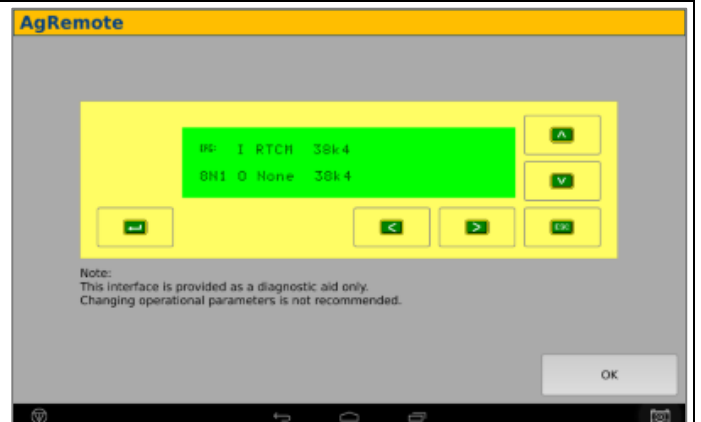 AgRemote
I RTCM 38k4
8N1 O None 38k4
ESC
Note:
This interface is provided as a diagnostic aid only.
Changing operational parameters is not recommended.
OK